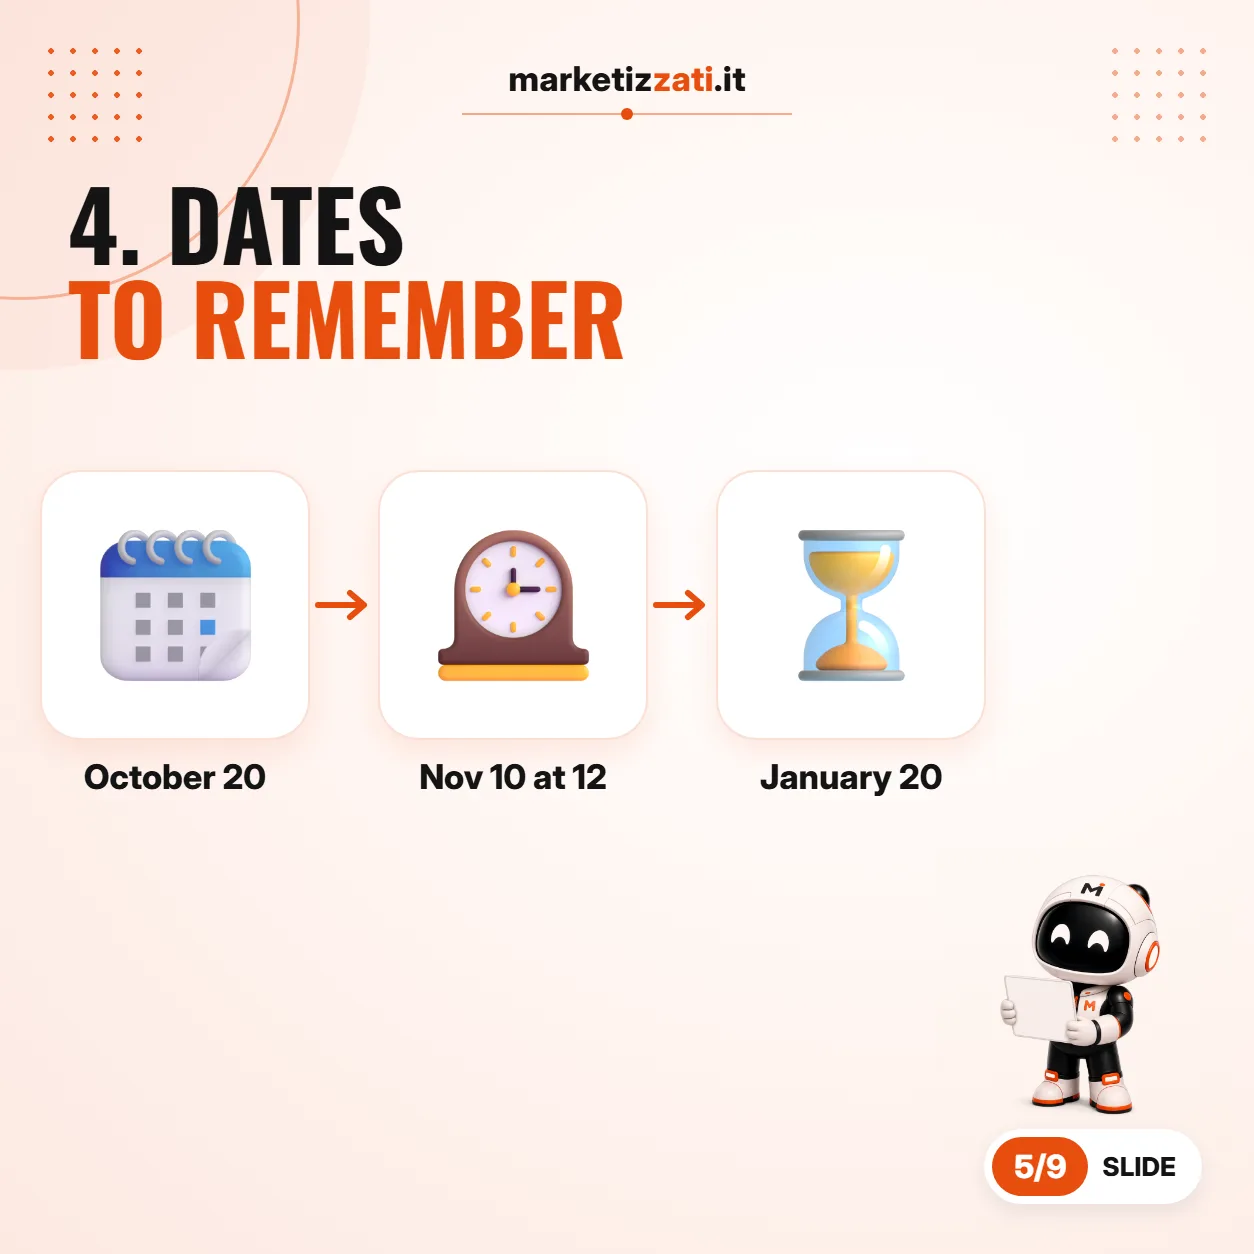 marketizzati.it
4. DATES
TO REMEMBER
October 20
Nov 10 at 12
January 20
M
M
5/9 SLIDE